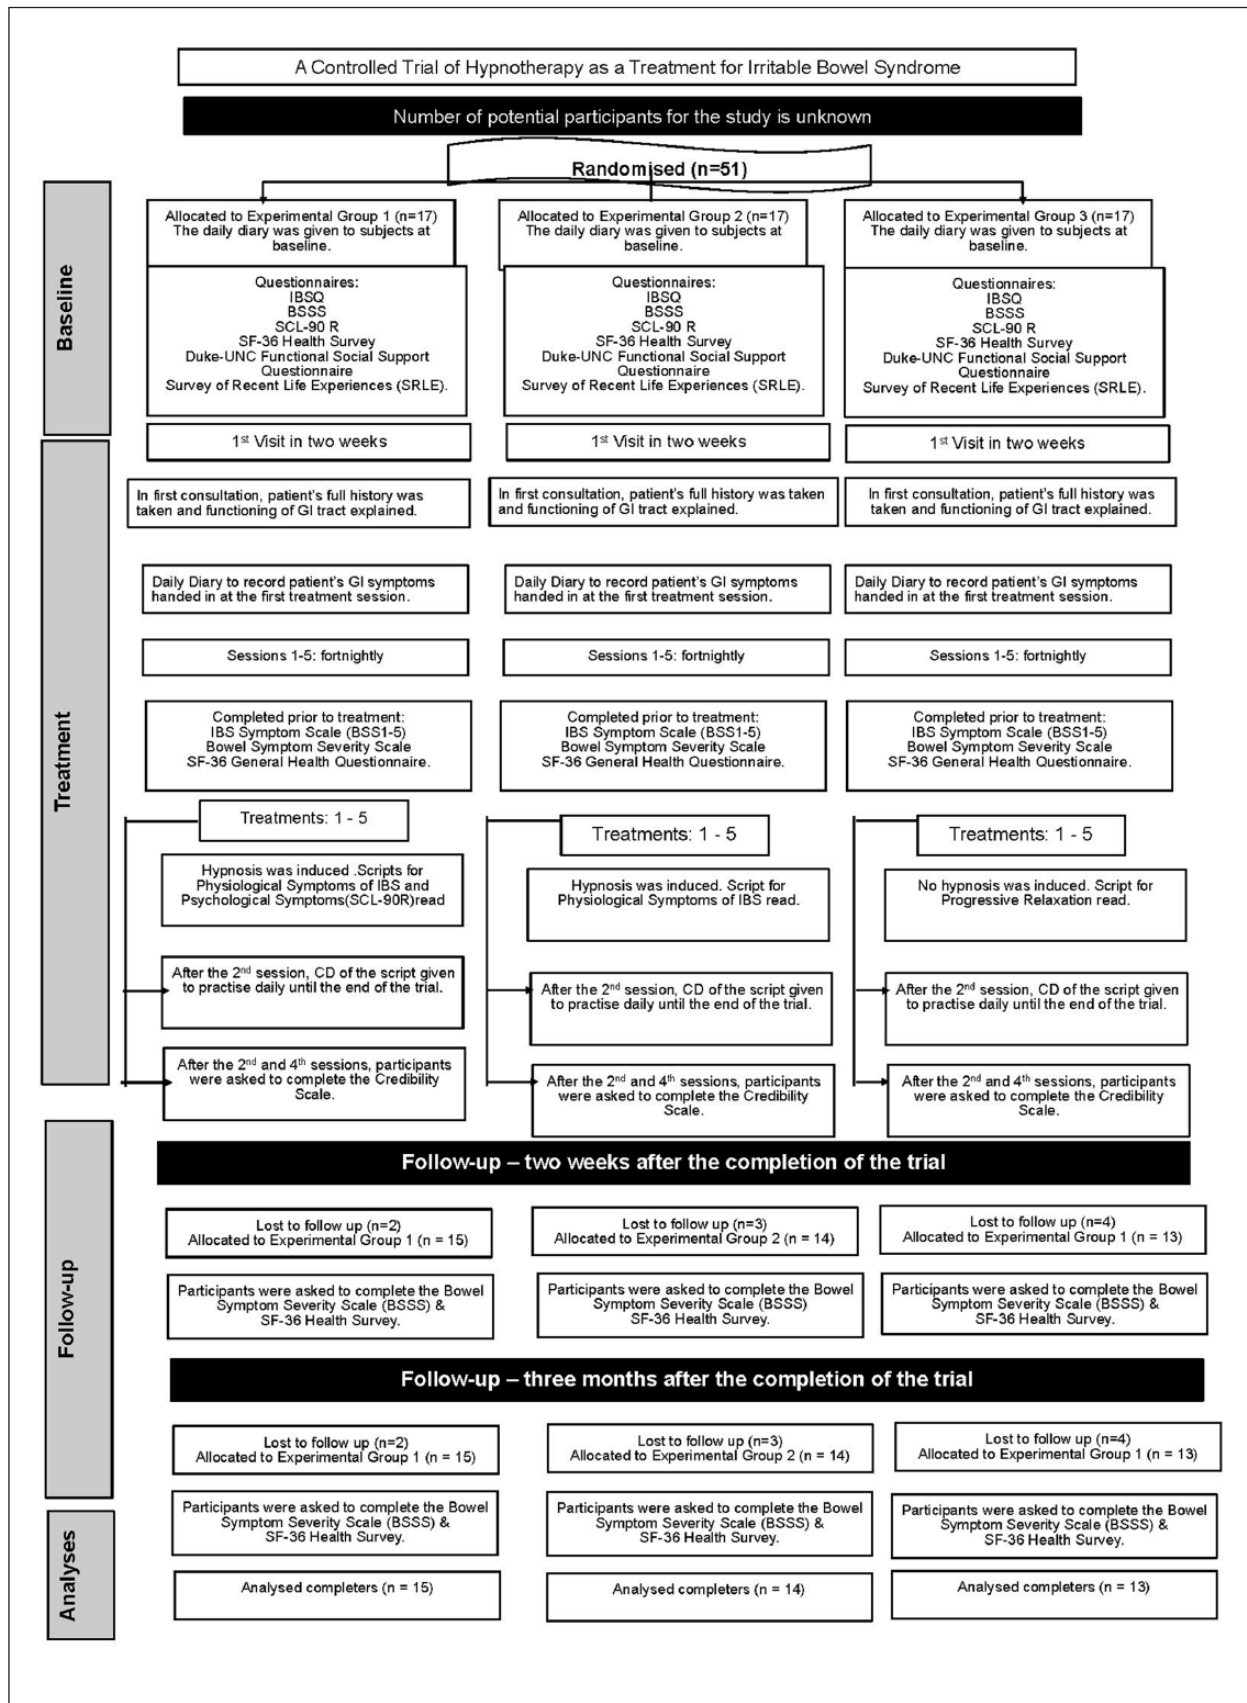 A Controlled Trial of Hypnotherapy as a Treatment for Irritable Bowel Syndrome
Number of potential participants for the study is unknown
Randomised (n=51)
Baseline
Allocated to Experimental Group 1 (n=17)
The daily diary was given to subjects at
baseline.
Allocated to Experimental Group 2 (n=17)
The daily diary was given to subjects at
baseline.
Allocated to Experimental Group 3 (n=17)
The daily diary was given to subjects at
baseline.
Questionnaires:
IBSQ
BSSS
SCL-90 R
SF-36 Health Survey
Duke-UNC Functional Social Support
Questionnaire
Survey of Recent Life Experiences (SRLE).
Questionnaires:
IBSQ
BSSS
SCL-90 R
SF-36 Health Survey
Duke-UNC Functional Social Support
Questionnaire
Survey of Recent Life Experiences (SRLE).
Questionnaires:
IBSQ
BSSS
SCL-90 R
SF-36 Health Survey
Duke-UNC Functional Social Support
Questionnaire
Survey of Recent Life Experiences (SRLE).
Treatment
1st Visit in two weeks
1st Visit in two weeks
1st Visit in two weeks
In first consultation, patient's full history was
taken and functioning of GI tract explained.
In first consultation, patient's full history was taken
and functioning of GI tract explained.
In first consultation, patient's full history was
taken and functioning of GI tract explained.
Daily Diary to record patient's GI symptoms
handed in at the first treatment session.
Daily Diary to record patient's GI symptoms
handed in at the first treatment session.
Daily Diary to record patient's GI symptoms
handed in at the first treatment session.
Sessions 1-5: fortnightly
Sessions 1-5: fortnightly
Sessions 1-5: fortnightly
Completed prior to treatment:
IBS Symptom Scale (BSS1-5)
Bowel Symptom Severity Scale
SF-36 General Health Questionnaire.
Completed prior to treatment:
IBS Symptom Scale (BSS1-5)
Bowel Symptom Severity Scale
SF-36 General Health Questionnaire.
Completed prior to treatment:
IBS Symptom Scale (BSS1-5)
Bowel Symptom Severity Scale
SF-36 General Health Questionnaire.
Treatments: 1 - 5
Treatments: 1 - 5
Treatments: 1 - 5
Hypnosis was induced .Scripts for
Physiological Symptoms of IBS and
Psychological Symptoms(SCL-90R)read
Hypnosis was induced. Script for
Physiological Symptoms of IBS read.
No hypnosis was induced. Script for
Progressive Relaxation read.
After the 2nd session, CD of the script given
to practise daily until the end of the trial.
After the 2nd session, CD of the script given
to practise daily until the end of the trial.
After the 2nd session, CD of the script given
to practise daily until the end of the trial.
After the 2nd and 4th sessions, participants
were asked to complete the Credibility
Scale.
After the 2nd and 4th sessions, participants
were asked to complete the Credibility
Scale.
After the 2nd and 4th sessions, participants
were asked to complete the Credibility
Scale.
Follow-up
Follow-up – two weeks after the completion of the trial
Lost to follow up (n=2)
Allocated to Experimental Group 1 (n = 15)
Lost to follow up (n=3)
Allocated to Experimental Group 2 (n = 14)
Lost to follow up (n=4)
Allocated to Experimental Group 1 (n = 13)
Participants were asked to complete the Bowel
Symptom Severity Scale (BSSS) &
SF-36 Health Survey.
Participants were asked to complete the Bowel
Symptom Severity Scale (BSSS)
SF-36 Health Survey.
Participants were asked to complete the Bowel
Symptom Severity Scale (BSSS) &
SF-36 Health Survey.
Follow-up – three months after the completion of the trial
Lost to follow up (n=2)
Allocated to Experimental Group 1 (n = 15)
Lost to follow up (n=3)
Allocated to Experimental Group 2 (n = 14)
Lost to follow up (n=4)
Allocated to Experimental Group 1 (n = 13)
Analyses
Participants were asked to complete the Bowel
Symptom Severity Scale (BSSS) &
SF-36 Health Survey.
Participants were asked to complete the Bowel
Symptom Severity Scale (BSSS) &
SF-36 Health Survey.
Participants were asked to complete the Bowel
Symptom Severity Scale (BSSS) &
SF-36 Health Survey.
Analysed completers (n = 15)
Analysed completers (n = 14)
Analysed completers (n = 13)